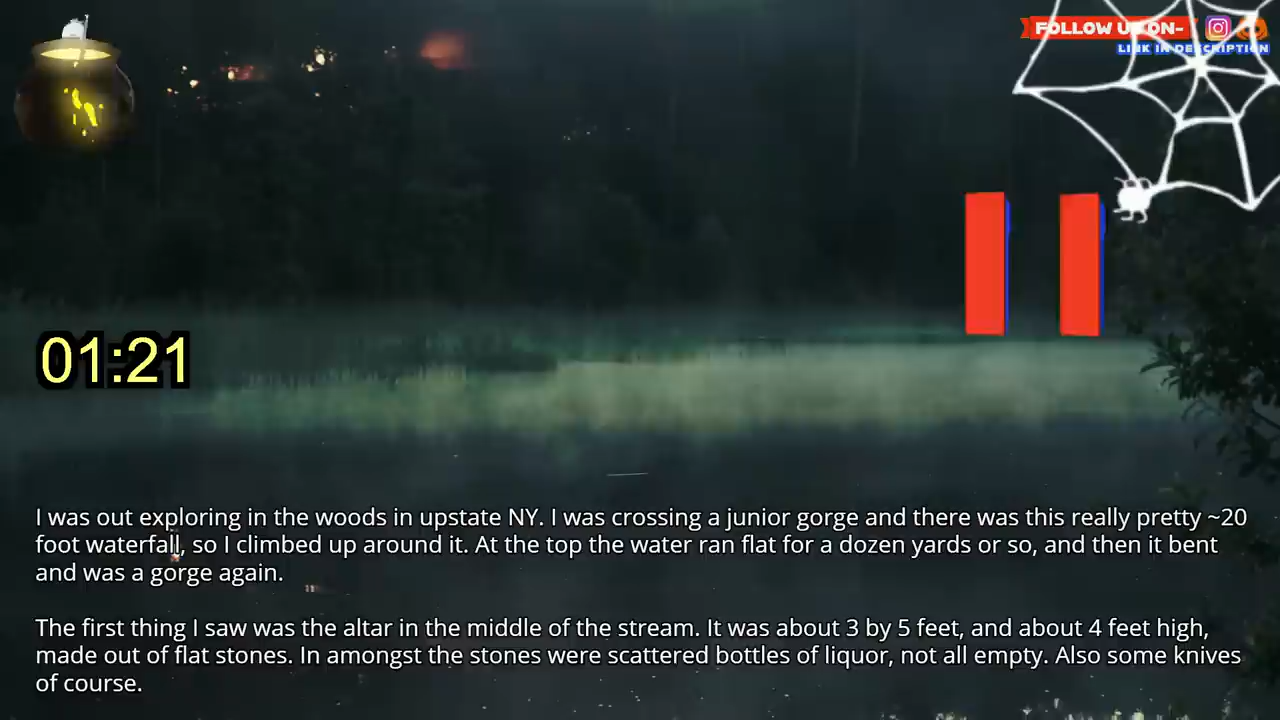 FOLLOW US ON-
LINK IN DESCRIPTION
01:21
I was out exploring in the woods in upstate NY. I was crossing a junior gorge and there was this really pretty ~20
foot waterfall, so I climbed up around it. At the top the water ran flat for a dozen yards or so, and then it bent
and was a gorge again.
The first thing I saw was the altar in the middle of the stream. It was about 3 by 5 feet, and about 4 feet high,
made out of flat stones. In amongst the stones were scattered bottles of liquor, not all empty. Also some knives
of course.